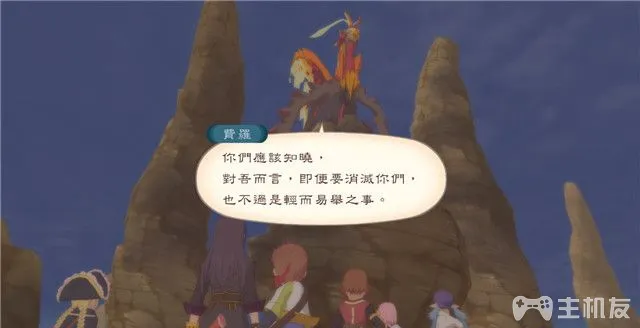 費羅
你們應該知曉，
對吾而言，即便要消滅你們，
也不過是輕而易舉之事。
主机友